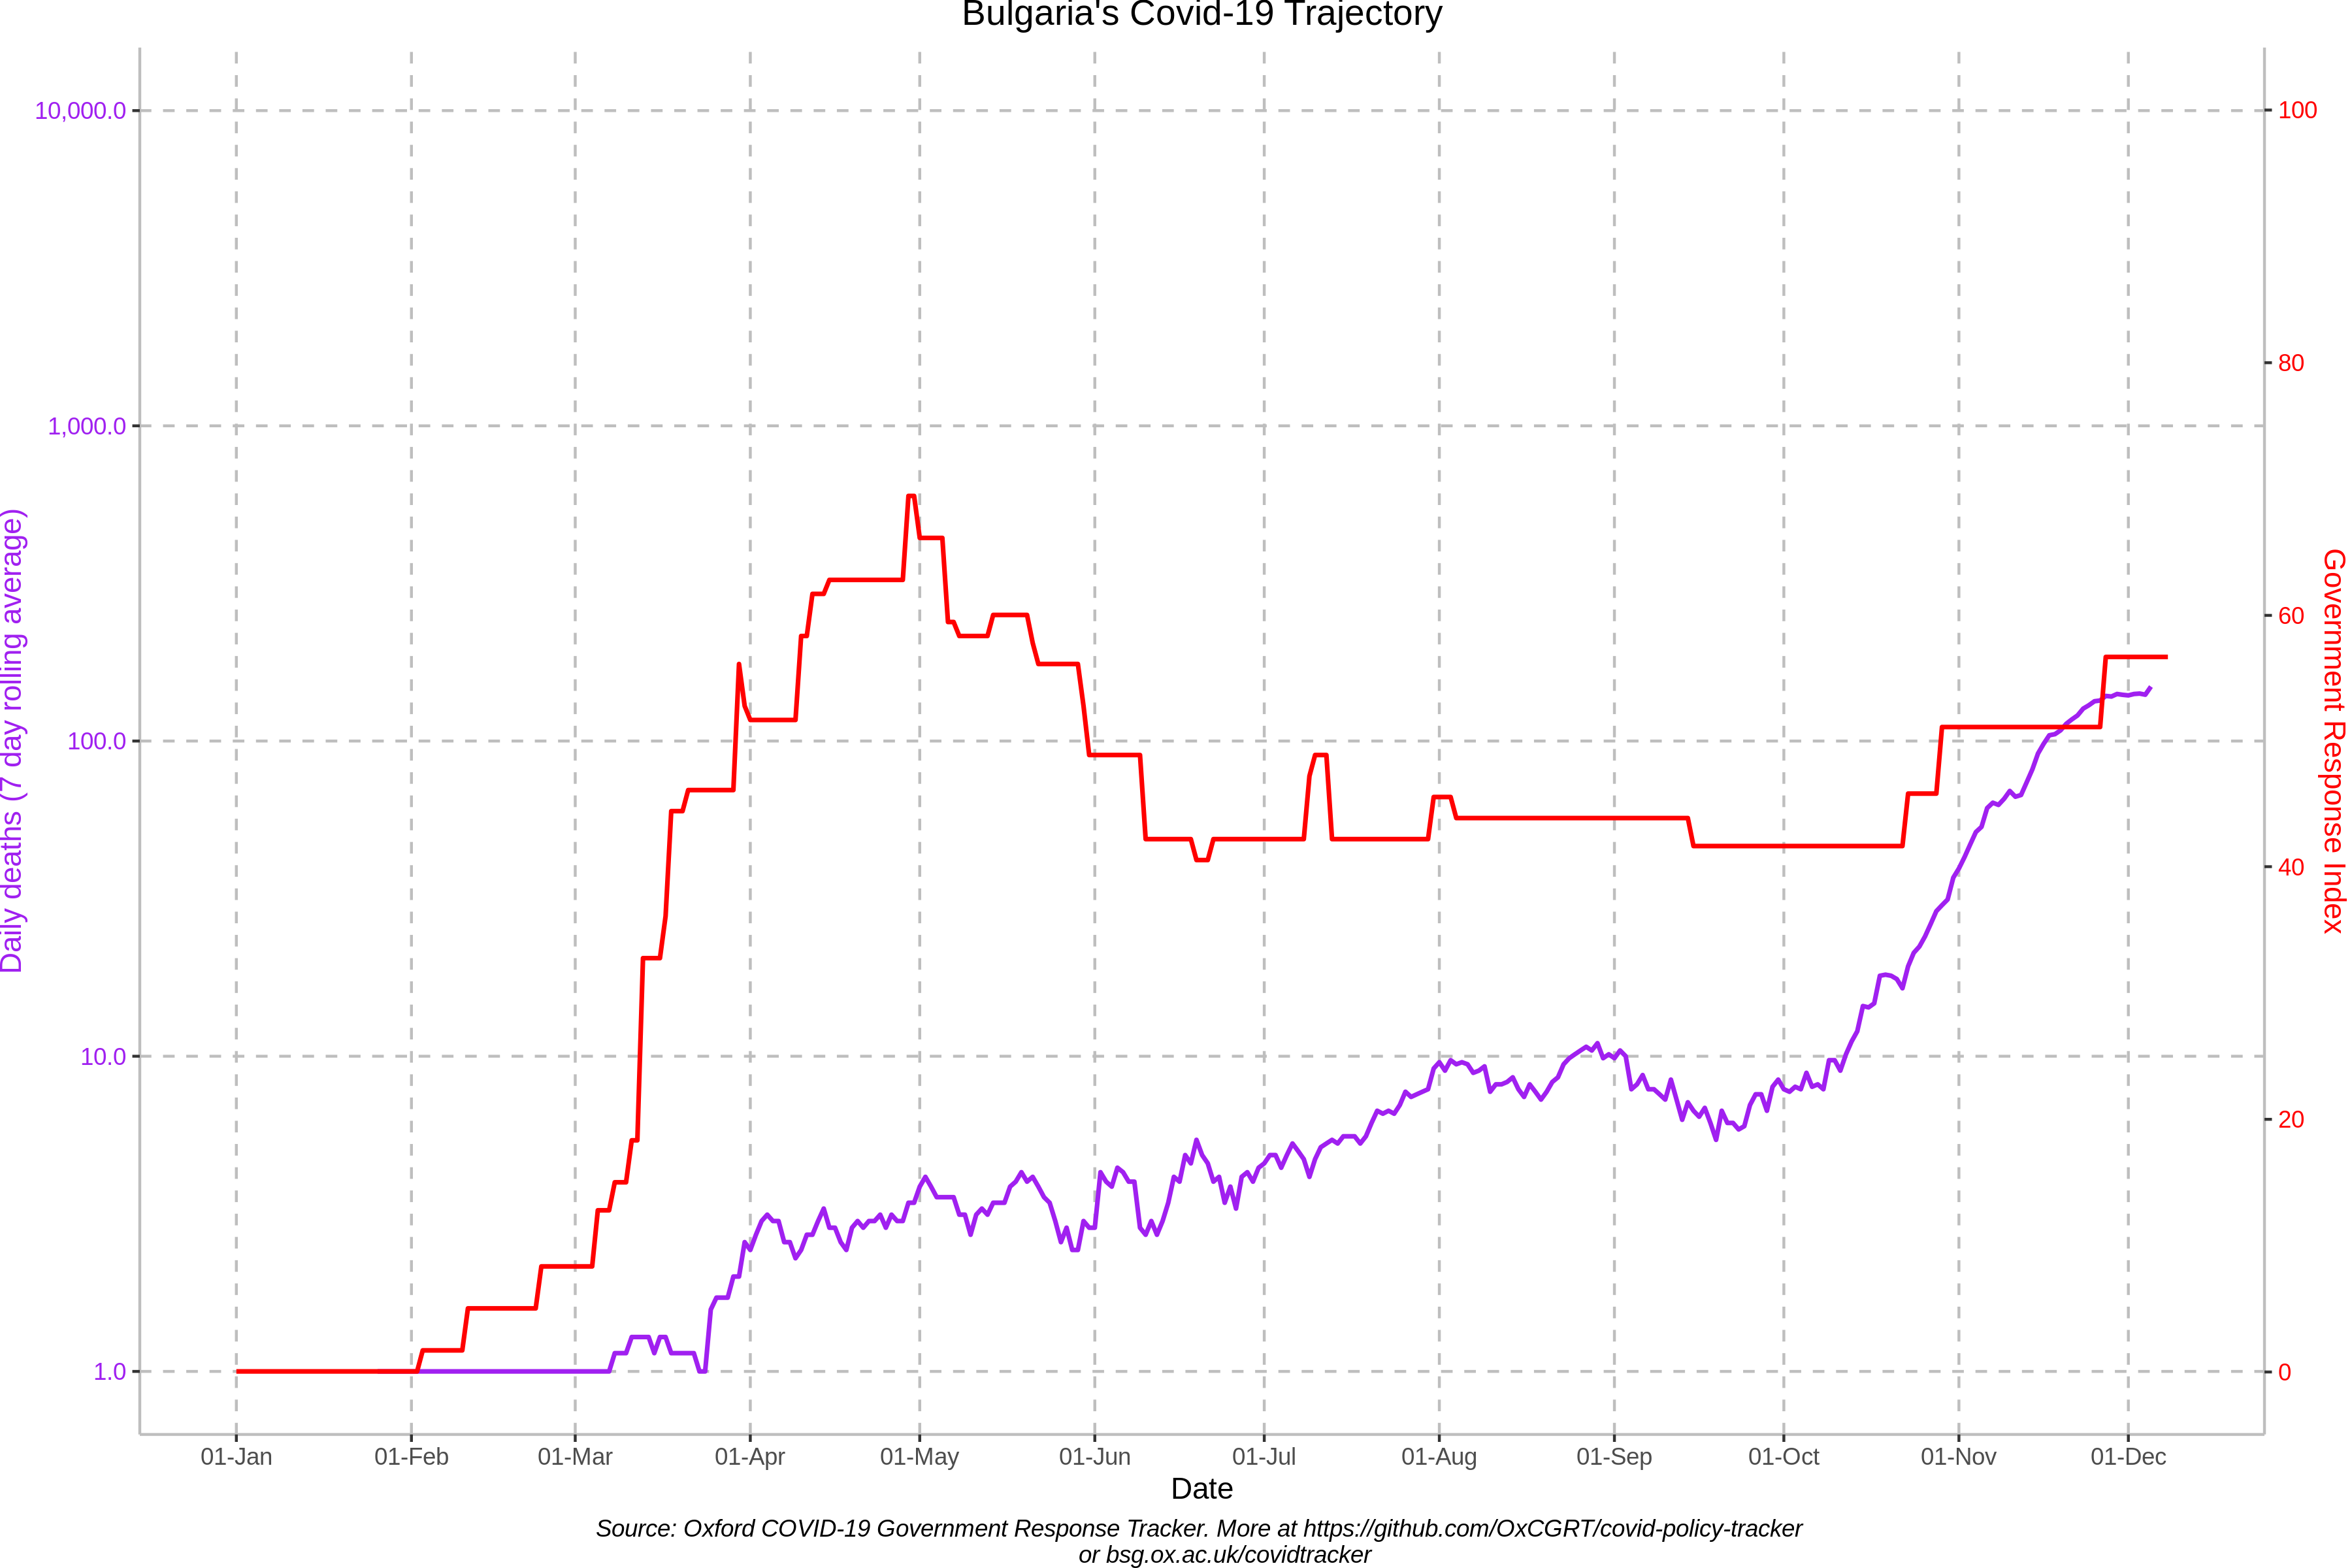 Bulgaria's Covid-19 Trajectory
10,000.0
1,000.0
100.0
10.0
1.0
Daily deaths (7 day rolling average)
100
80
60
40
20
0
Government Response Index
01-Jan 01-Feb 01-Mar 01-Apr 01-May 01-Jun 01-Jul 01-Aug 01-Sep 01-Oct 01-Nov 01-Dec
Date
Source: Oxford COVID-19 Government Response Tracker. More at https://github.com/OxCGRT/covid-policy-tracker
or bsg.ox.ac.uk/covidtracker